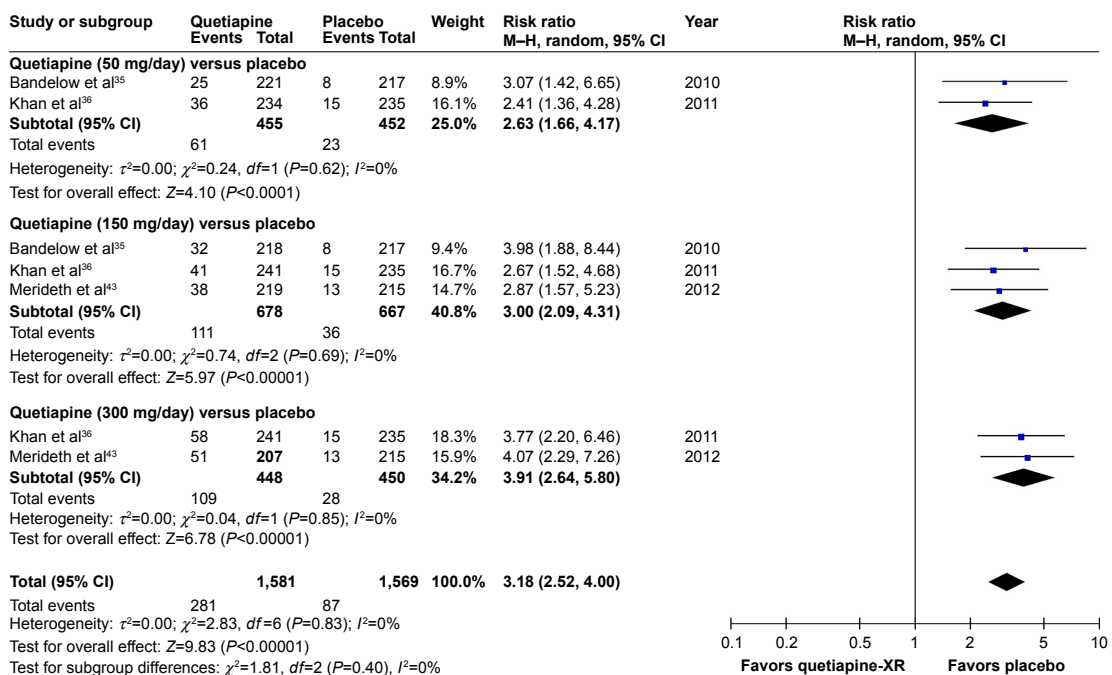 Study or subgroup Quetiapine Placebo Weight Risk ratio Year Risk ratio
Events Total Events Total M–H, random, 95% CI M–H, random, 95% CI
Quetiapine (50 mg/day) versus placebo
Bandelow et al³⁵ 25 221 8 217 8.9% 3.07 (1.42, 6.65) 2010
Khan et al³⁶ 36 234 15 235 16.1% 2.41 (1.36, 4.28) 2011
Subtotal (95% CI) 455 452 25.0% 2.63 (1.66, 4.17)
Total events 61 23
Heterogeneity: τ²=0.00; χ²=0.24, df=1 (P=0.62); I²=0%
Test for overall effect: Z=4.10 (P<0.0001)
Quetiapine (150 mg/day) versus placebo
Bandelow et al³⁵ 32 218 8 217 9.4% 3.98 (1.88, 8.44) 2010
Khan et al³⁶ 41 241 15 235 16.7% 2.67 (1.52, 4.68) 2011
Merideth et al⁴³ 38 219 13 215 14.7% 2.87 (1.57, 5.23) 2012
Subtotal (95% CI) 678 667 40.8% 3.00 (2.09, 4.31)
Total events 111 36
Heterogeneity: τ²=0.00; χ²=0.74, df=2 (P=0.69); I²=0%
Test for overall effect: Z=5.97 (P<0.00001)
Quetiapine (300 mg/day) versus placebo
Khan et al³⁶ 58 241 15 235 18.3% 3.77 (2.20, 6.46) 2011
Merideth et al⁴³ 51 207 13 215 15.9% 4.07 (2.29, 7.26) 2012
Subtotal (95% CI) 448 450 34.2% 3.91 (2.64, 5.80)
Total events 109 28
Heterogeneity: τ²=0.00; χ²=0.04, df=1 (P=0.85); I²=0%
Test for overall effect: Z=6.78 (P<0.00001)
Total (95% CI) 1,581 1,569 100.0% 3.18 (2.52, 4.00)
Total events 281 87
Heterogeneity: τ²=0.00; χ²=2.83, df=6 (P=0.83); I²=0%
Test for overall effect: Z=9.83 (P<0.00001)
Test for subgroup differences: χ²=1.81, df=2 (P=0.40), I²=0%
0.1 0.2 0.5 1 2 5 10
Favors quetiapine-XR Favors placebo